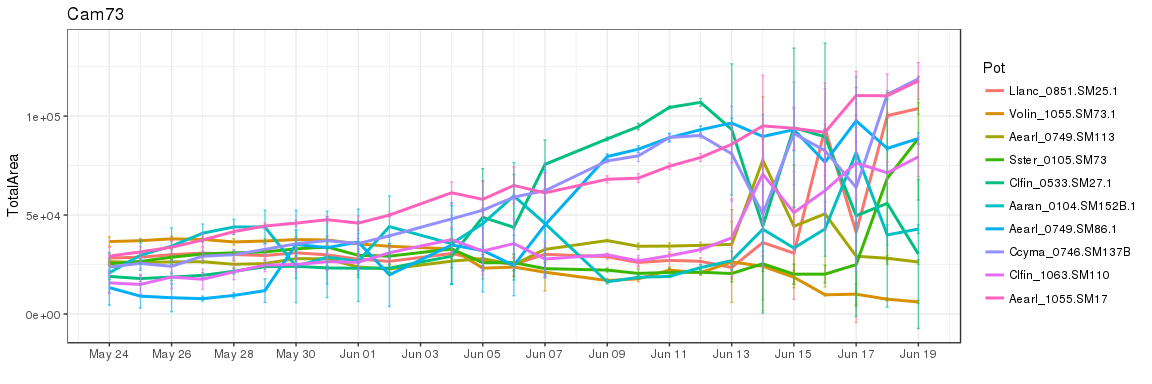 Cam73
TotalArea
1e+05
5e+04
0e+00
May 24 May 26 May 28 May 30 Jun 01 Jun 03 Jun 05 Jun 07 Jun 09 Jun 11 Jun 13 Jun 15 Jun 17 Jun 19
Pot
Llanc_0851.SM25.1
Volin_1055.SM73.1
Aearl_0749.SM113
Sster_0105.SM73
Clfin_0533.SM27.1
Aaran_0104.SM152B.1
Aearl_0749.SM86.1
Ccyma_0746.SM137B
Clfin_1063.SM110
Aearl_1055.SM17